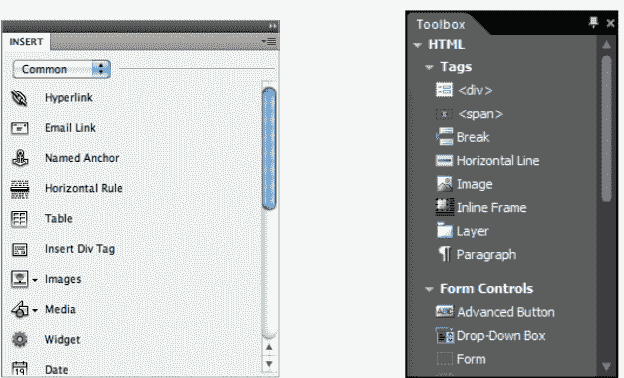 INSERT
Common
Hyperlink
Email Link
Named Anchor
Horizontal Rule
Table
Insert Div Tag
Images
Media
Widget
19
Date
Toolbox
HTML
Tags
<div>
<span>
Break
Horizontal Line
Image
Inline Frame
Layer
¶ Paragraph
Form Controls
ABC Advanced Button
Drop-Down Box
Form